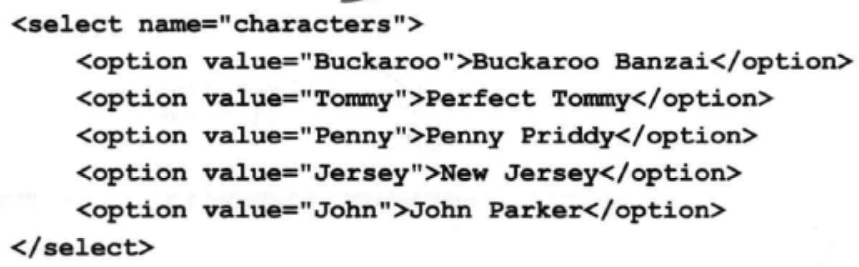 <select name="characters">
    <option value="Buckaroo">Buckaroo Banzai</option>
    <option value="Tommy">Perfect Tommy</option>
    <option value="Penny">Penny Priddy</option>
    <option value="Jersey">New Jersey</option>
    <option value="John">John Parker</option>
</select>